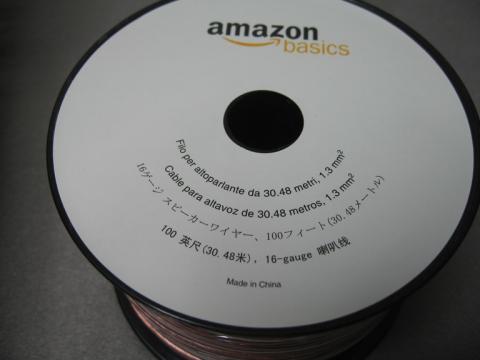 amazon
basics
Filo per altoparlante da 30.48 metri, 1.3 mm²
Cable para altavoz de 30.48 metros, 1.3 mm²
16ゲージ スピーカーワイヤー、100フィート(30.48メートル)
100 英尺(30.48米), 16-gauge 喇叭线
Made in China